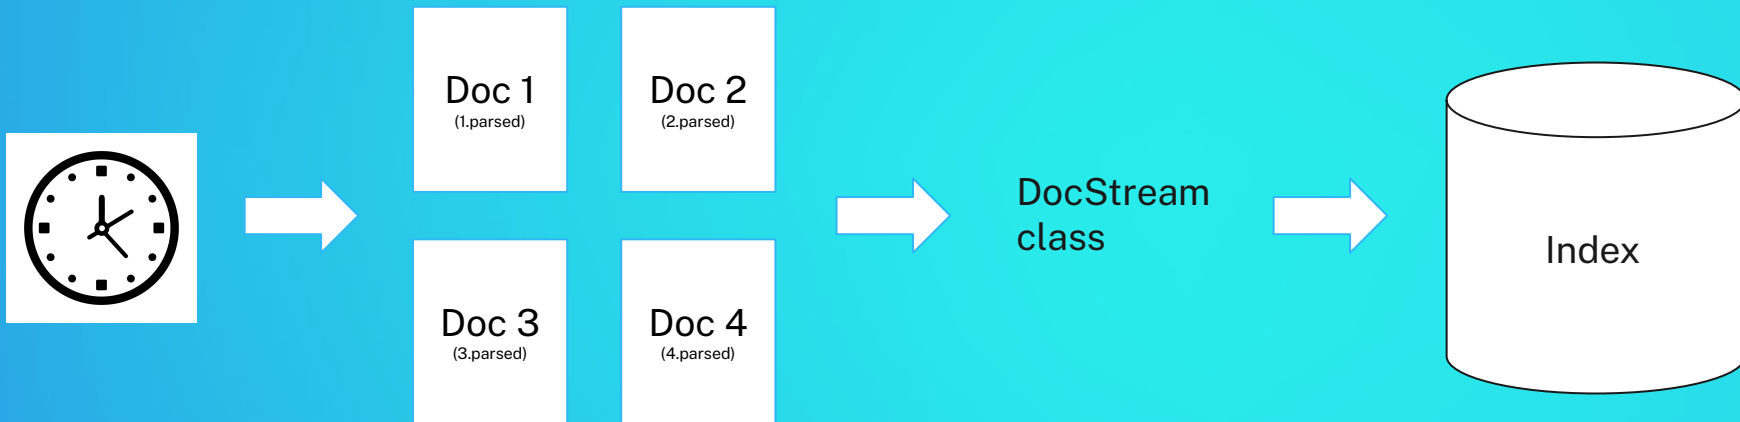 Doc 1
(1.parsed)
Doc 2
(2.parsed)
Doc 3
(3.parsed)
Doc 4
(4.parsed)
DocStream
class
Index